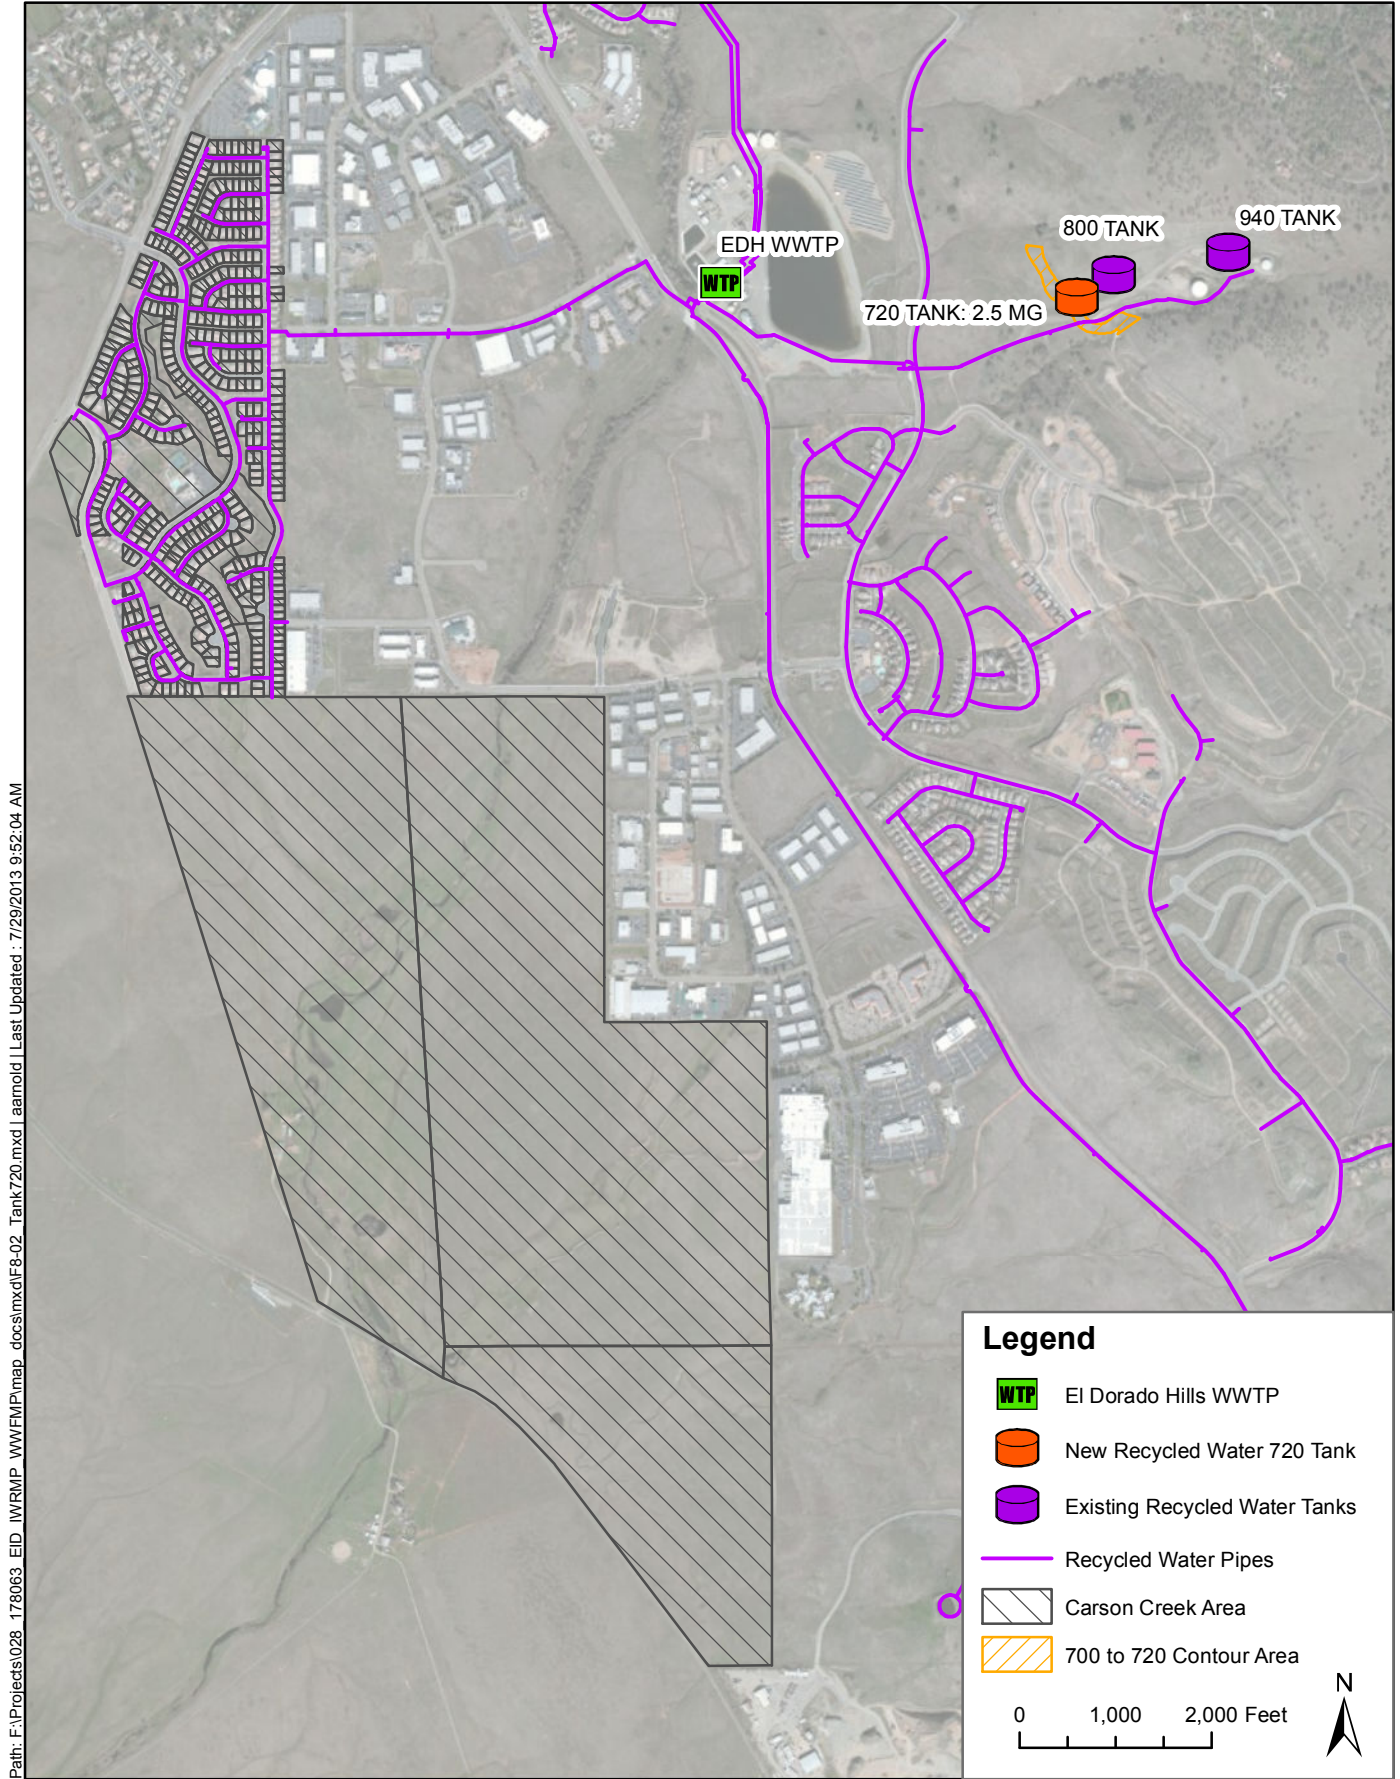 EDH WWTP
WTP
800 TANK
940 TANK
720 TANK: 2.5 MG
Path: F:\Projects\028_178063_EID_IWRMP_WWFMP\map_docs\mxd\F8-02_Tank720.mxd | aarnold | Last Updated : 7/29/2013 9:52:04 AM
Legend
WTP El Dorado Hills WWTP
New Recycled Water 720 Tank
Existing Recycled Water Tanks
Recycled Water Pipes
Carson Creek Area
700 to 720 Contour Area
N
0 1,000 2,000 Feet